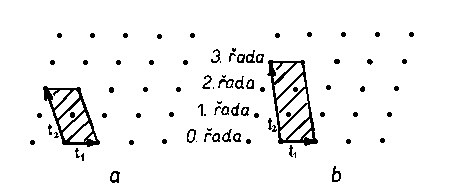 3. řada
2. řada
1. řada
0. řada
t₂
t₁
a
t₂
t₁
b